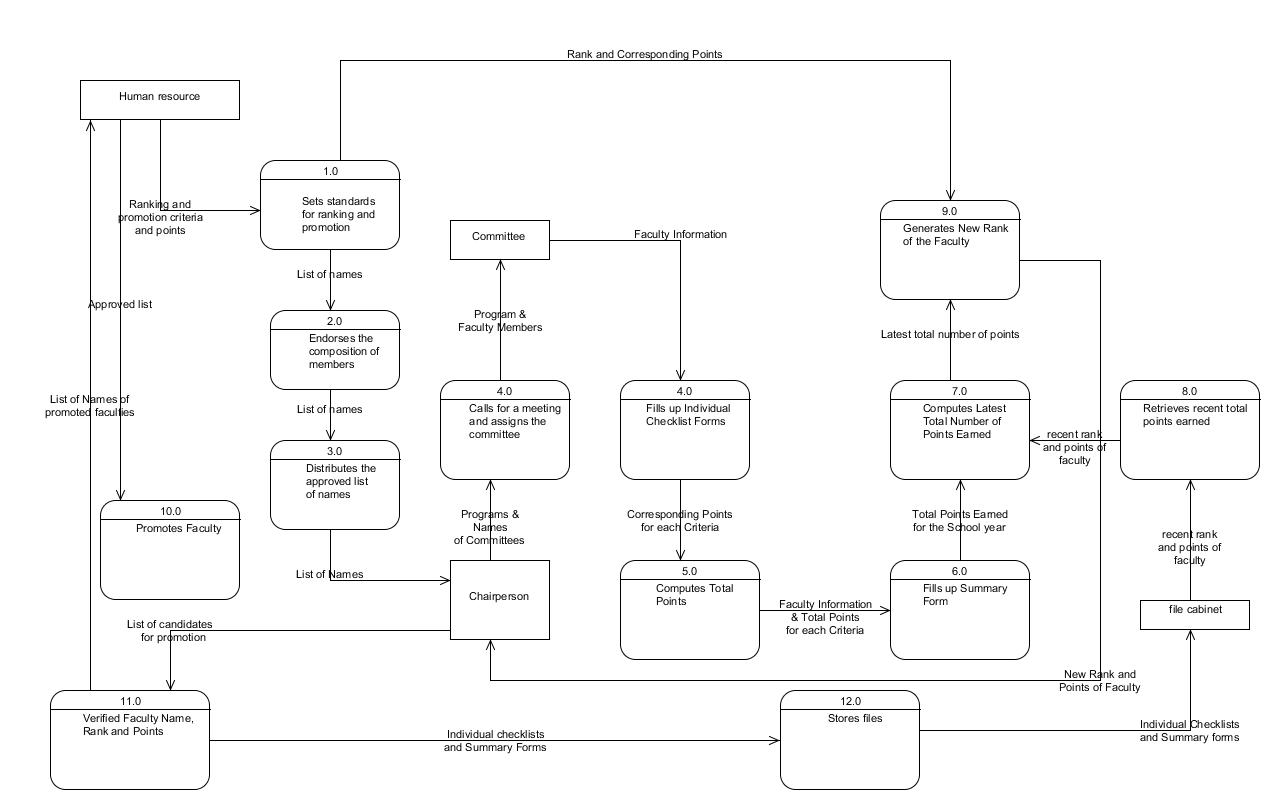 Rank and Corresponding Points
Human resource
1.0
Sets standards
for ranking and
promotion
Ranking and
promotion criteria
and points
9.0
Generates New Rank
of the Faculty
Committee
Faculty Information
List of names
Approved list
2.0
Endorses the
composition of
members
Program &
Faculty Members
Latest total number of points
List of Names of
promoted faculties
List of names
4.0
Calls for a meeting
and assigns the
committee
4.0
Fills up Individual
Checklist Forms
7.0
Computes Latest
Total Number of
Points Earned
8.0
Retrieves recent total
points earned
recent rank
and points of
faculty
3.0
Distributes the
approved list
of names
10.0
Promotes Faculty
Programs &
Names
of Committees
Corresponding Points
for each Criteria
Total Points Earned
for the School year
recent rank
and points of
faculty
List of Names
Chairperson
5.0
Computes Total
Points
Faculty Information
& Total Points
for each Criteria
6.0
Fills up Summary
Form
file cabinet
List of candidates
for promotion
New Rank and
Points of Faculty
11.0
Verified Faculty Name,
Rank and Points
12.0
Stores files
Individual checklists
and Summary Forms
Individual Checklists
and Summary forms